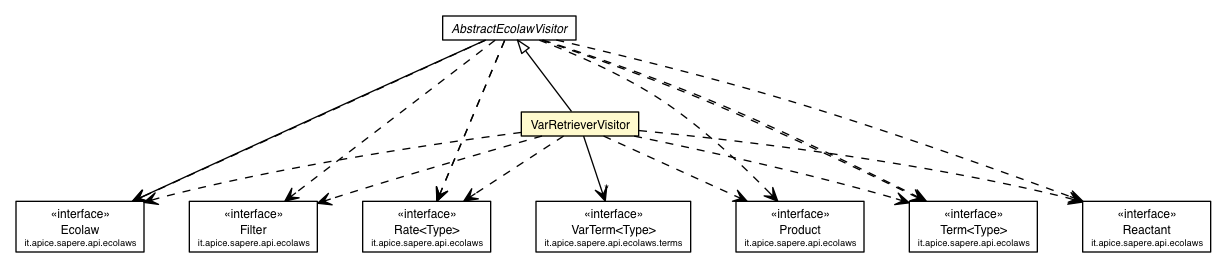 AbstractEcolawVisitor
VarRetrieverVisitor
«interface»
Ecolaw
it.apice.sapere.api.ecolaws
«interface»
Filter
it.apice.sapere.api.ecolaws
«interface»
Rate<Type>
it.apice.sapere.api.ecolaws
«interface»
VarTerm<Type>
it.apice.sapere.api.ecolaws.terms
«interface»
Product
it.apice.sapere.api.ecolaws
«interface»
Term<Type>
it.apice.sapere.api.ecolaws
«interface»
Reactant
it.apice.sapere.api.ecolaws